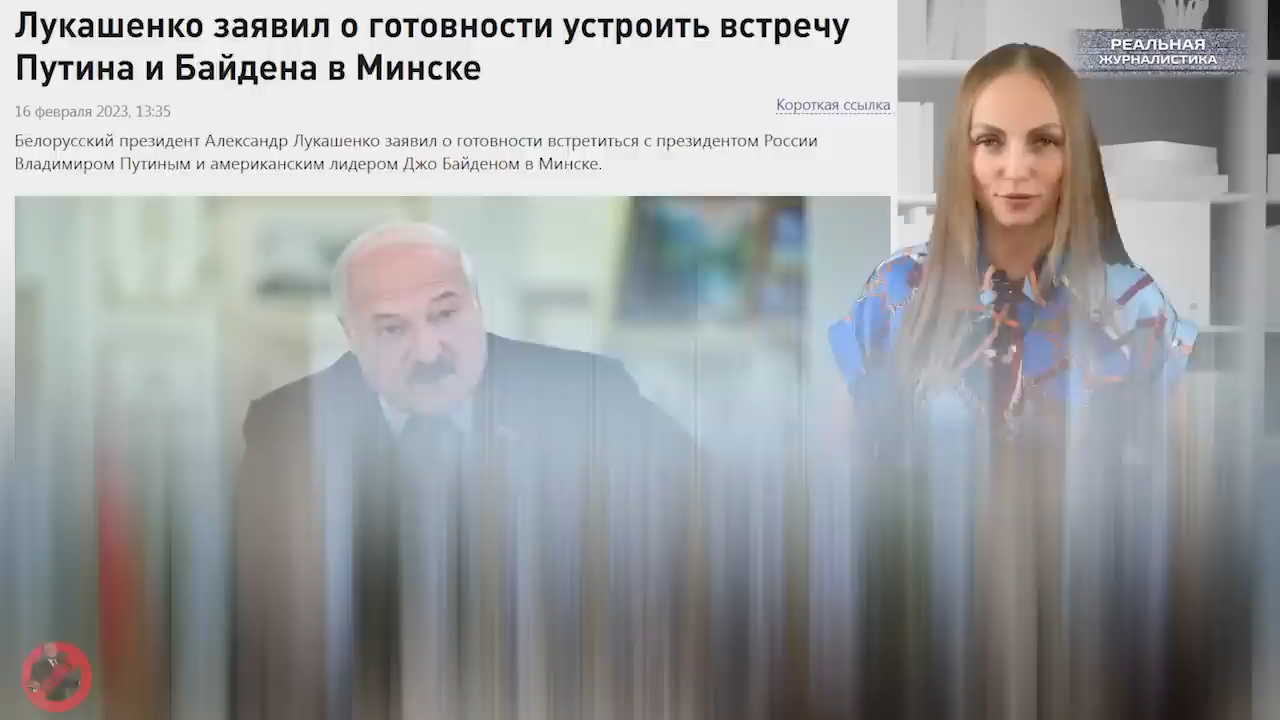 Лукашенко заявил о готовности устроить встречу
Путина и Байдена в Минске
16 февраля 2023, 13:35
Короткая ссылка
Белорусский президент Александр Лукашенко заявил о готовности встретиться с президентом России
Владимиром Путиным и американским лидером Джо Байденом в Минске.
РЕАЛЬНАЯ
ЖУРНАЛИСТИКА